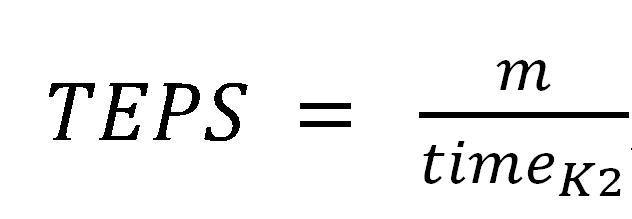 TEPS = m / time_K2